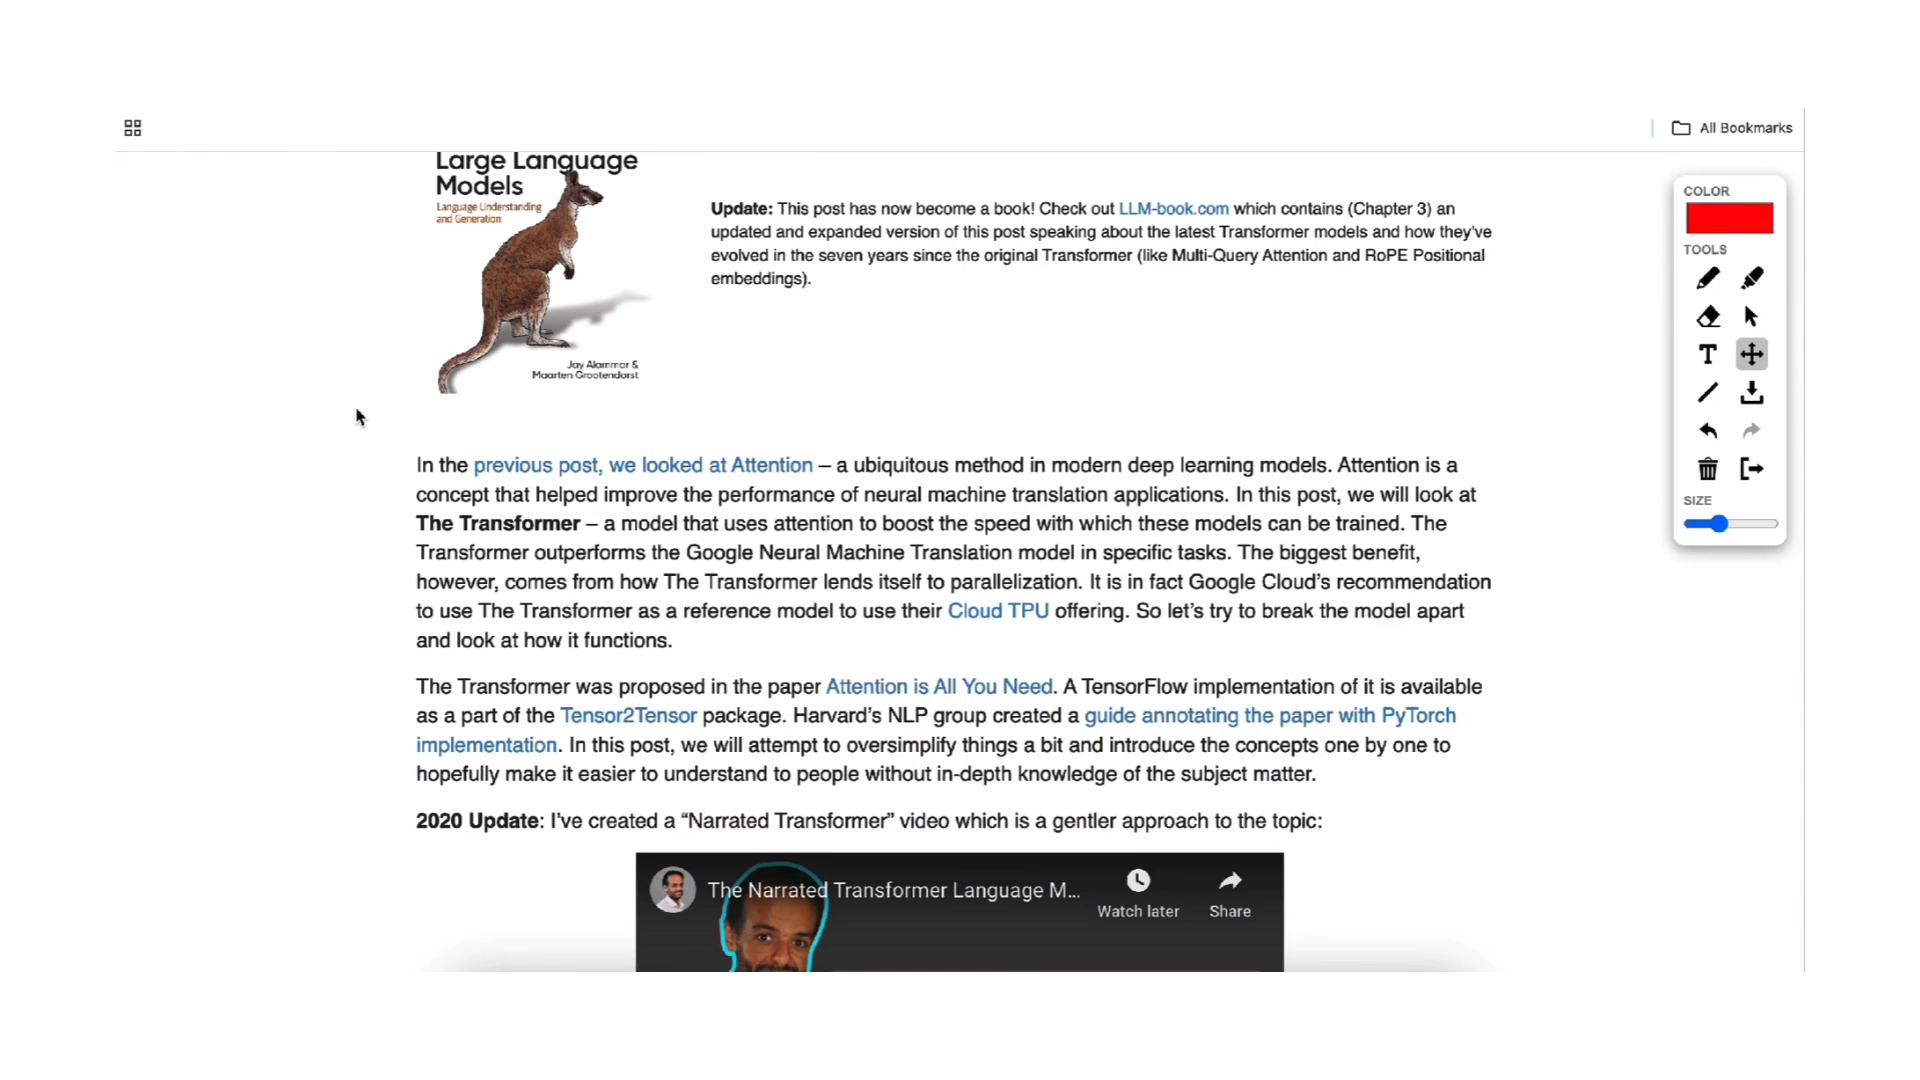 All Bookmarks
Large Language
Models
Language Understanding
and Generation
Jay Alammar &
Maarten Grootendorst
Update: This post has now become a book! Check out LLM-book.com which contains (Chapter 3) an
updated and expanded version of this post speaking about the latest Transformer models and how they've
evolved in the seven years since the original Transformer (like Multi-Query Attention and RoPE Positional
embeddings).
COLOR
TOOLS
T
SIZE
In the previous post, we looked at Attention – a ubiquitous method in modern deep learning models. Attention is a
concept that helped improve the performance of neural machine translation applications. In this post, we will look at
The Transformer – a model that uses attention to boost the speed with which these models can be trained. The
Transformer outperforms the Google Neural Machine Translation model in specific tasks. The biggest benefit,
however, comes from how The Transformer lends itself to parallelization. It is in fact Google Cloud’s recommendation
to use The Transformer as a reference model to use their Cloud TPU offering. So let’s try to break the model apart
and look at how it functions.
The Transformer was proposed in the paper Attention is All You Need. A TensorFlow implementation of it is available
as a part of the Tensor2Tensor package. Harvard’s NLP group created a guide annotating the paper with PyTorch
implementation. In this post, we will attempt to oversimplify things a bit and introduce the concepts one by one to
hopefully make it easier to understand to people without in-depth knowledge of the subject matter.
2020 Update: I’ve created a “Narrated Transformer” video which is a gentler approach to the topic:
The Narrated Transformer Language M...
Watch later
Share